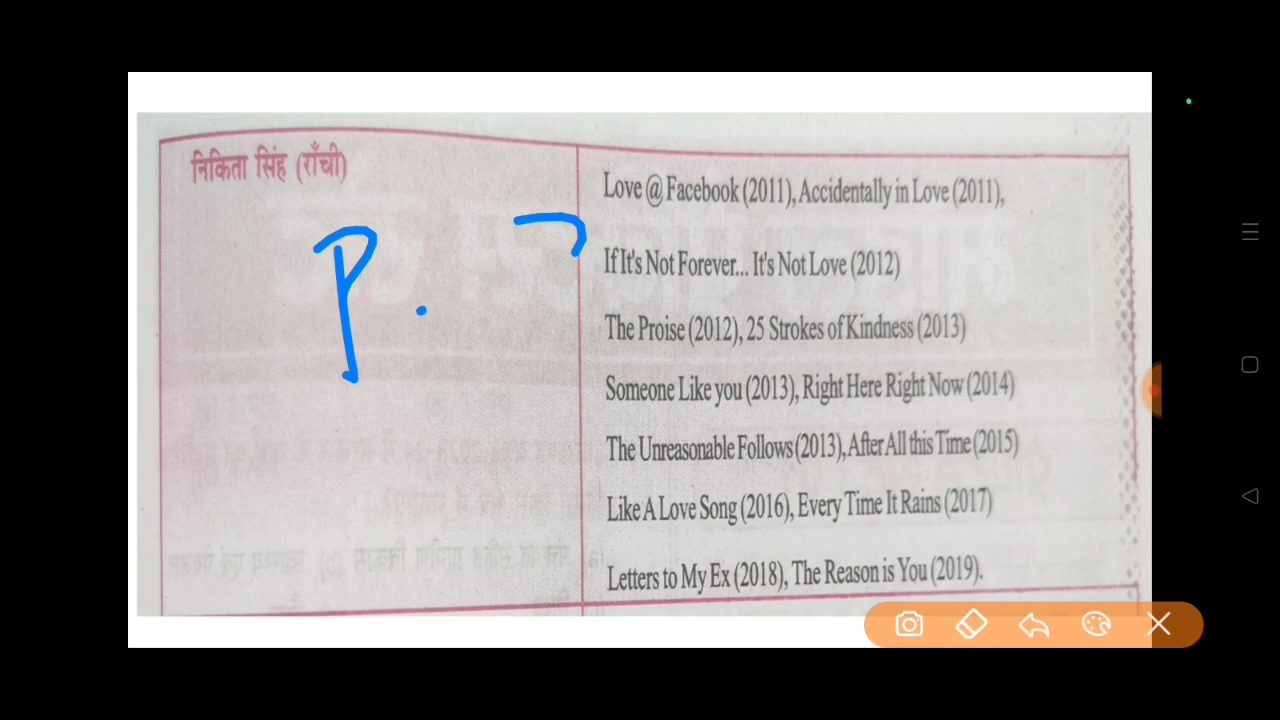 निकिता सिंह (राँची)
Love @ Facebook (2011), Accidentally in Love (2011),
If It's Not Forever... It's Not Love (2012)
The Proise (2012), 25 Strokes of Kindness (2013)
Someone Like you (2013), Right Here Right Now (2014)
The Unreasonable Follows (2013), After All this Time (2015)
Like A Love Song (2016), Every Time It Rains (2017)
Letters to My Ex (2018), The Reason is You (2019).
P.